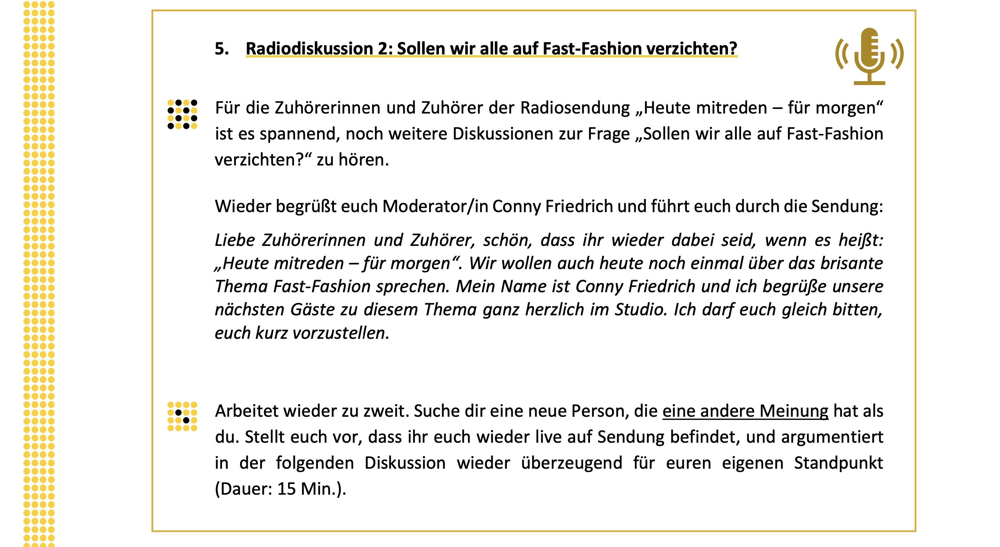 5. Radiodiskussion 2: Sollen wir alle auf Fast-Fashion verzichten?
Für die Zuhörerinnen und Zuhörer der Radiosendung „Heute mitreden – für morgen“
ist es spannend, noch weitere Diskussionen zur Frage „Sollen wir alle auf Fast-Fashion
verzichten?“ zu hören.
Wieder begrüßt euch Moderator/in Conny Friedrich und führt euch durch die Sendung:
Liebe Zuhörerinnen und Zuhörer, schön, dass ihr wieder dabei seid, wenn es heißt:
„Heute mitreden – für morgen“. Wir wollen auch heute noch einmal über das brisante
Thema Fast-Fashion sprechen. Mein Name ist Conny Friedrich und ich begrüße unsere
nächsten Gäste zu diesem Thema ganz herzlich im Studio. Ich darf euch gleich bitten,
euch kurz vorzustellen.
Arbeitet wieder zu zweit. Suche dir eine neue Person, die eine andere Meinung hat als
du. Stellt euch vor, dass ihr euch wieder live auf Sendung befindet, und argumentiert
in der folgenden Diskussion wieder überzeugend für euren eigenen Standpunkt
(Dauer: 15 Min.).